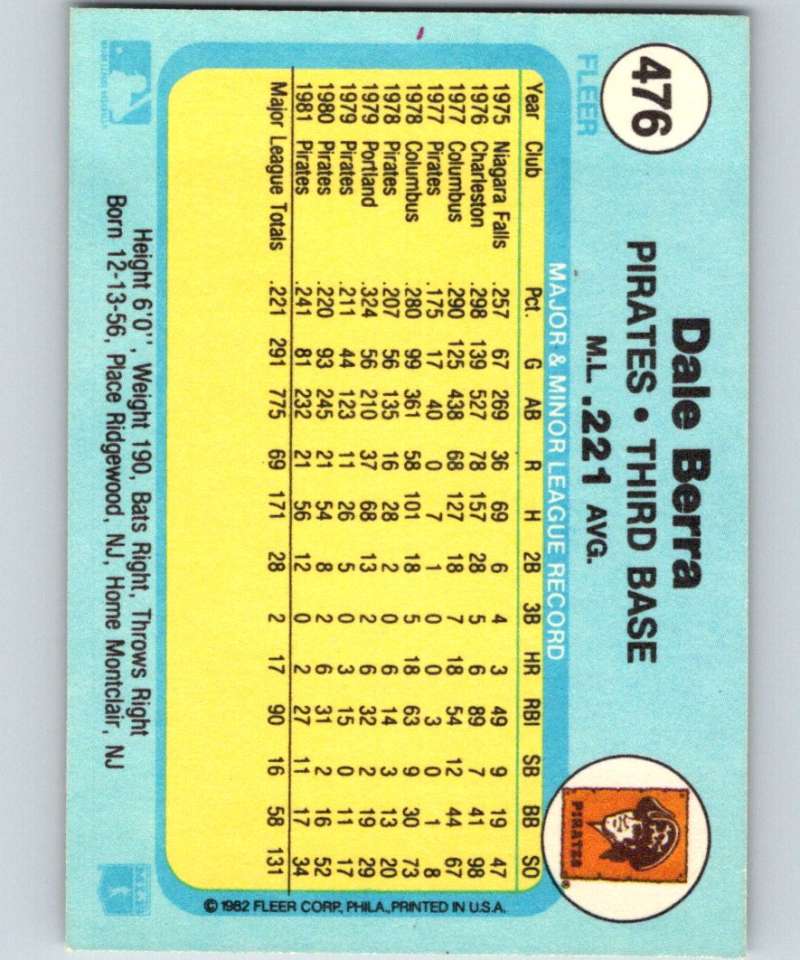 476
FLEER
Dale Berra
PIRATES • THIRD BASE
M.L. .221 AVG.
PIRATES
®
MAJOR & MINOR LEAGUE RECORD
Year Club Pct. G AB R H 2B 3B HR RBI SB BB SO
1975 Niagara Falls .257 67 269 36 69 6 4 3 49 9 19 47
1976 Charleston .298 139 527 78 157 28 5 6 89 7 41 98
1977 Columbus .290 125 438 68 127 18 7 18 54 12 44 67
1977 Pirates .175 17 40 0 7 1 0 0 3 0 1 8
1978 Columbus .280 99 361 58 101 18 5 18 63 9 30 73
1978 Pirates .207 56 135 16 28 2 0 6 14 3 13 20
1979 Portland .324 56 210 37 68 13 2 6 32 2 19 29
1979 Pirates .211 44 123 11 26 5 0 3 15 0 11 17
1980 Pirates .220 93 245 21 54 8 2 6 31 2 16 52
1981 Pirates .241 81 232 21 56 12 0 2 27 11 17 34
Major League Totals .221 291 775 69 171 28 2 17 90 16 58 131
© 1982 FLEER CORP., PHILA., PRINTED IN U.S.A.
Height 6'0'', Weight 190, Bats Right, Throws Right
Born 12-13-56, Place Ridgewood, NJ, Home Montclair, NJ